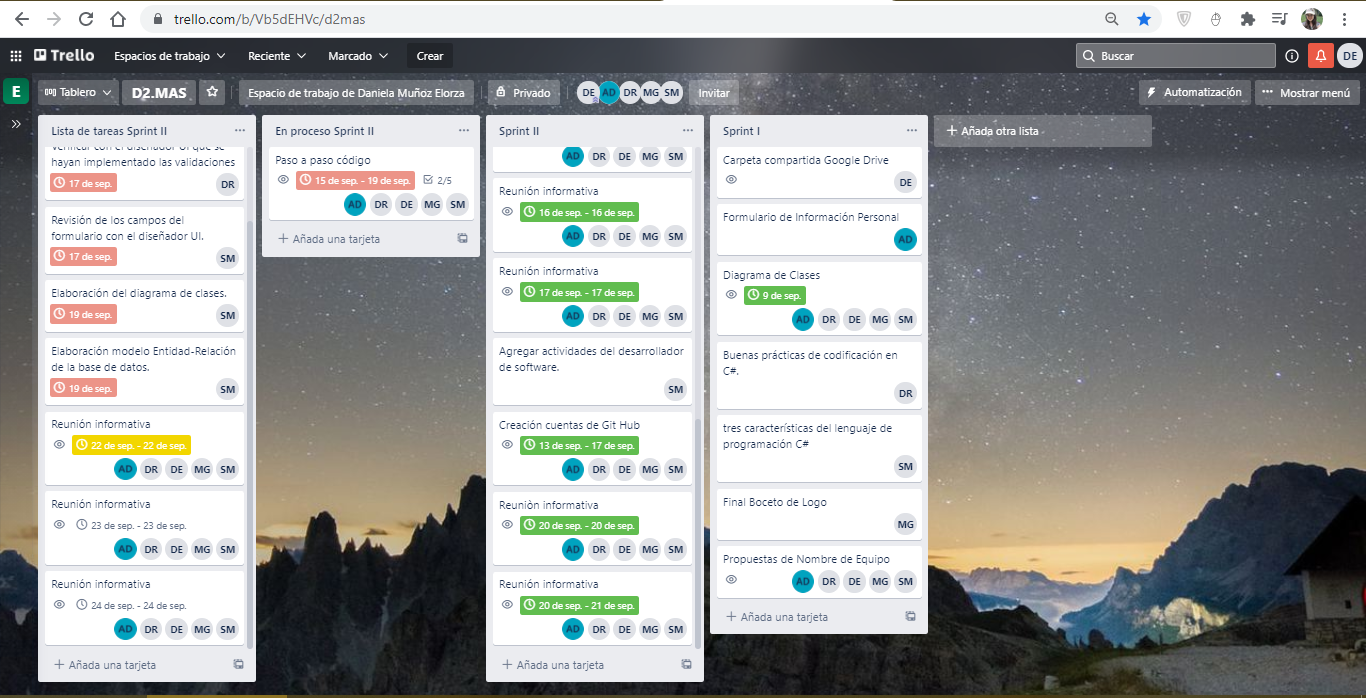 trello.com/b/Vb5dEHVc/d2mas
Trello
Espacios de trabajo
Reciente
Marcado
Crear
Buscar
DE
E
Tablero
D2.MAS
Espacio de trabajo de Daniela Muñoz Elorza
Privado
DE AD DR MG SM
Invitar
Automatización
Mostrar menú
Lista de tareas Sprint II
Verificar con el diseñador UI que se
hayan implementado las validaciones
17 de sep.
DR
Revisión de los campos del
formulario con el diseñador UI.
17 de sep.
SM
Elaboración del diagrama de clases.
19 de sep.
SM
Elaboración modelo Entidad-Relación
de la base de datos.
19 de sep.
SM
Reunión informativa
22 de sep. - 22 de sep.
AD DR DE MG SM
Reunión informativa
23 de sep. - 23 de sep.
AD DR DE MG SM
Reunión informativa
24 de sep. - 24 de sep.
AD DR DE MG SM
+ Añada una tarjeta
En proceso Sprint II
Paso a paso código
15 de sep. - 19 de sep.
2/5
AD DR DE MG SM
+ Añada una tarjeta
Sprint II
AD DR DE MG SM
Reunión informativa
16 de sep. - 16 de sep.
AD DR DE MG SM
Reunión informativa
17 de sep. - 17 de sep.
AD DR DE MG SM
Agregar actividades del desarrollador
de software.
SM
Creación cuentas de Git Hub
13 de sep. - 17 de sep.
AD DR DE MG SM
Reuniòn informativa
20 de sep. - 20 de sep.
AD DR DE MG SM
Reunión informativa
20 de sep. - 21 de sep.
AD DR DE MG SM
+ Añada una tarjeta
Sprint I
Carpeta compartida Google Drive
DE
Formulario de Información Personal
AD
Diagrama de Clases
9 de sep.
AD DR DE MG SM
Buenas prácticas de codificación en
C#.
DR
tres características del lenguaje de
programación C#
SM
Final Boceto de Logo
MG
Propuestas de Nombre de Equipo
AD DR DE MG SM
+ Añada una tarjeta
+ Añada otra lista